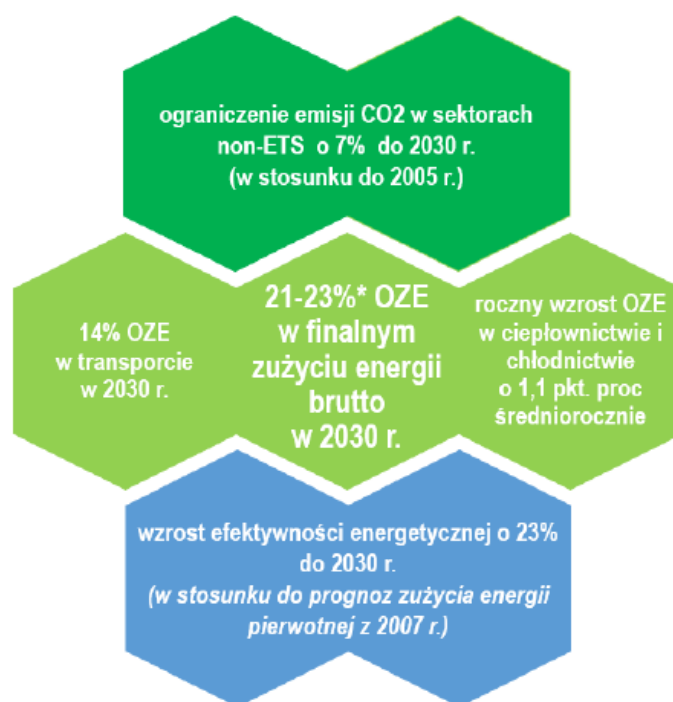 ograniczenie emisji CO2 w sektorach
non-ETS o 7% do 2030 r.
(w stosunku do 2005 r.)
14% OZE
w transporcie
w 2030 r.
21-23%* OZE
w finalnym
zużyciu energii
brutto
w 2030 r.
roczny wzrost OZE
w ciepłownictwie i
chłodnictwie
o 1,1 pkt. proc
średniorocznie
wzrost efektywności energetycznej o 23%
do 2030 r.
(w stosunku do prognoz zużycia energii
pierwotnej z 2007 r.)